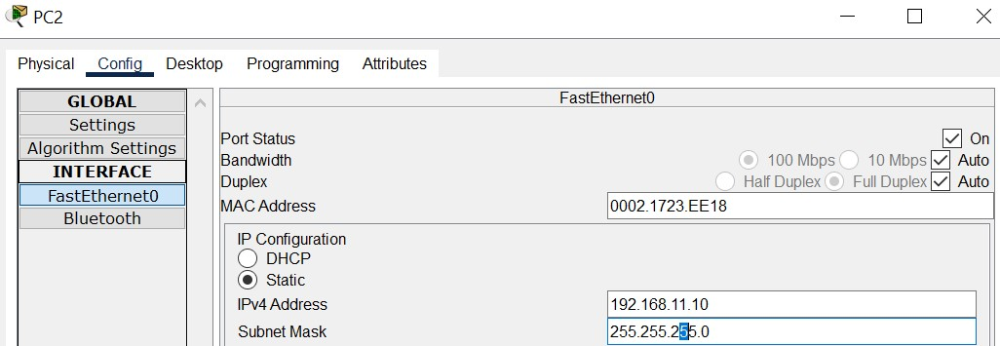 PC2
Physical Config Desktop Programming Attributes
GLOBAL
Settings
Algorithm Settings
INTERFACE
FastEthernet0
Bluetooth
FastEthernet0
Port Status On
Bandwidth 100 Mbps 10 Mbps Auto
Duplex Half Duplex Full Duplex Auto
MAC Address 0002.1723.EE18
IP Configuration
DHCP
Static
IPv4 Address 192.168.11.10
Subnet Mask 255.255.255.0